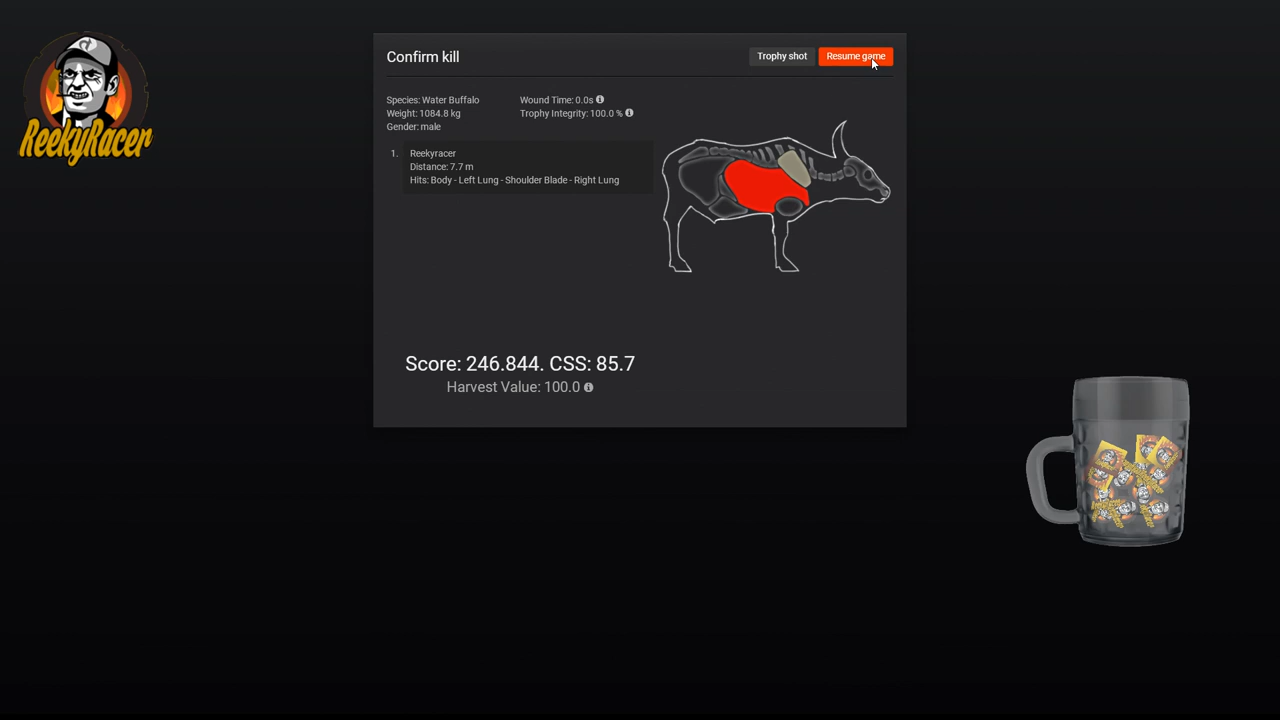 ReekyRacer
Confirm kill
Trophy shot
Resume game
Species: Water Buffalo
Weight: 1084.8 kg
Gender: male
Wound Time: 0.0s
Trophy Integrity: 100.0 %
1.
Reekyracer
Distance: 7.7 m
Hits: Body - Left Lung - Shoulder Blade - Right Lung
Score: 246.844. CSS: 85.7
Harvest Value: 100.0